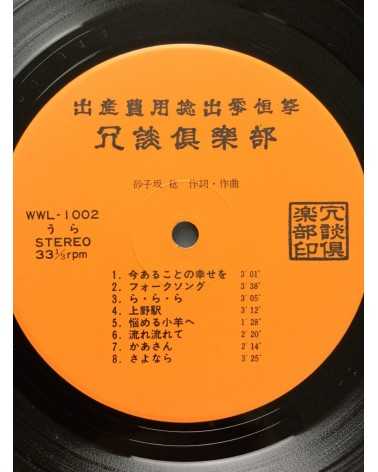 出産費用捻出零恒挙
冗談倶楽部
砂子坂 稔 作詞・作曲
WWL-1002
うら
STEREO
33⅓rpm
冗談倶
楽部印
1. 今あることの幸せを 3´01″
2. フォークソング 3´38″
3. ら・ら・ら 3´05″
4. 上野駅 3´12″
5. 悩める小羊へ 1´28″
6. 流れ流れて 2´20″
7. かあさん 2´14″
8. さよなら 3´25″